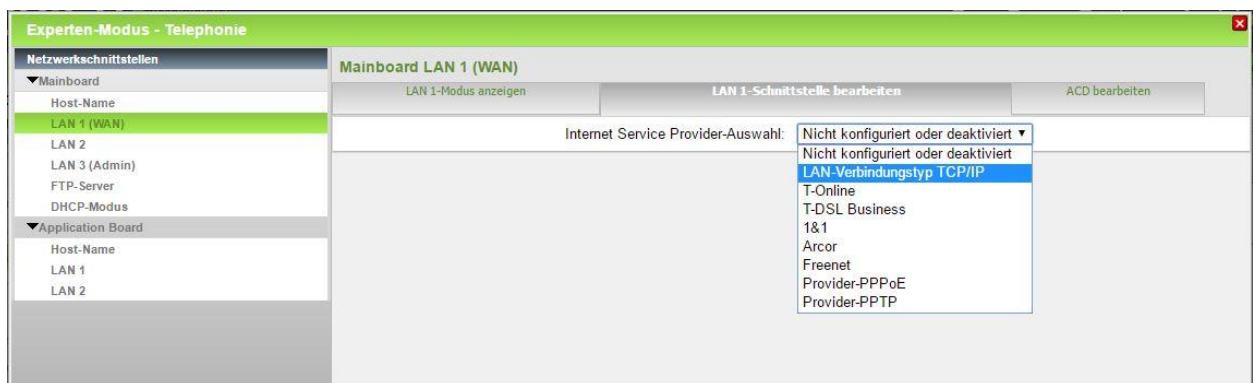 Experten-Modus - Telephonie
Netzwerkschnittstellen
Mainboard
Host-Name
LAN 1 (WAN)
LAN 2
LAN 3 (Admin)
FTP-Server
DHCP-Modus
Application Board
Host-Name
LAN 1
LAN 2
Mainboard LAN 1 (WAN)
LAN 1-Modus anzeigen
LAN 1-Schnittstelle bearbeiten
ACD bearbeiten
Internet Service Provider-Auswahl: Nicht konfiguriert oder deaktiviert
Nicht konfiguriert oder deaktiviert
LAN-Verbindungstyp TCP/IP
T-Online
T-DSL Business
1&1
Arcor
Freenet
Provider-PPPoE
Provider-PPTP